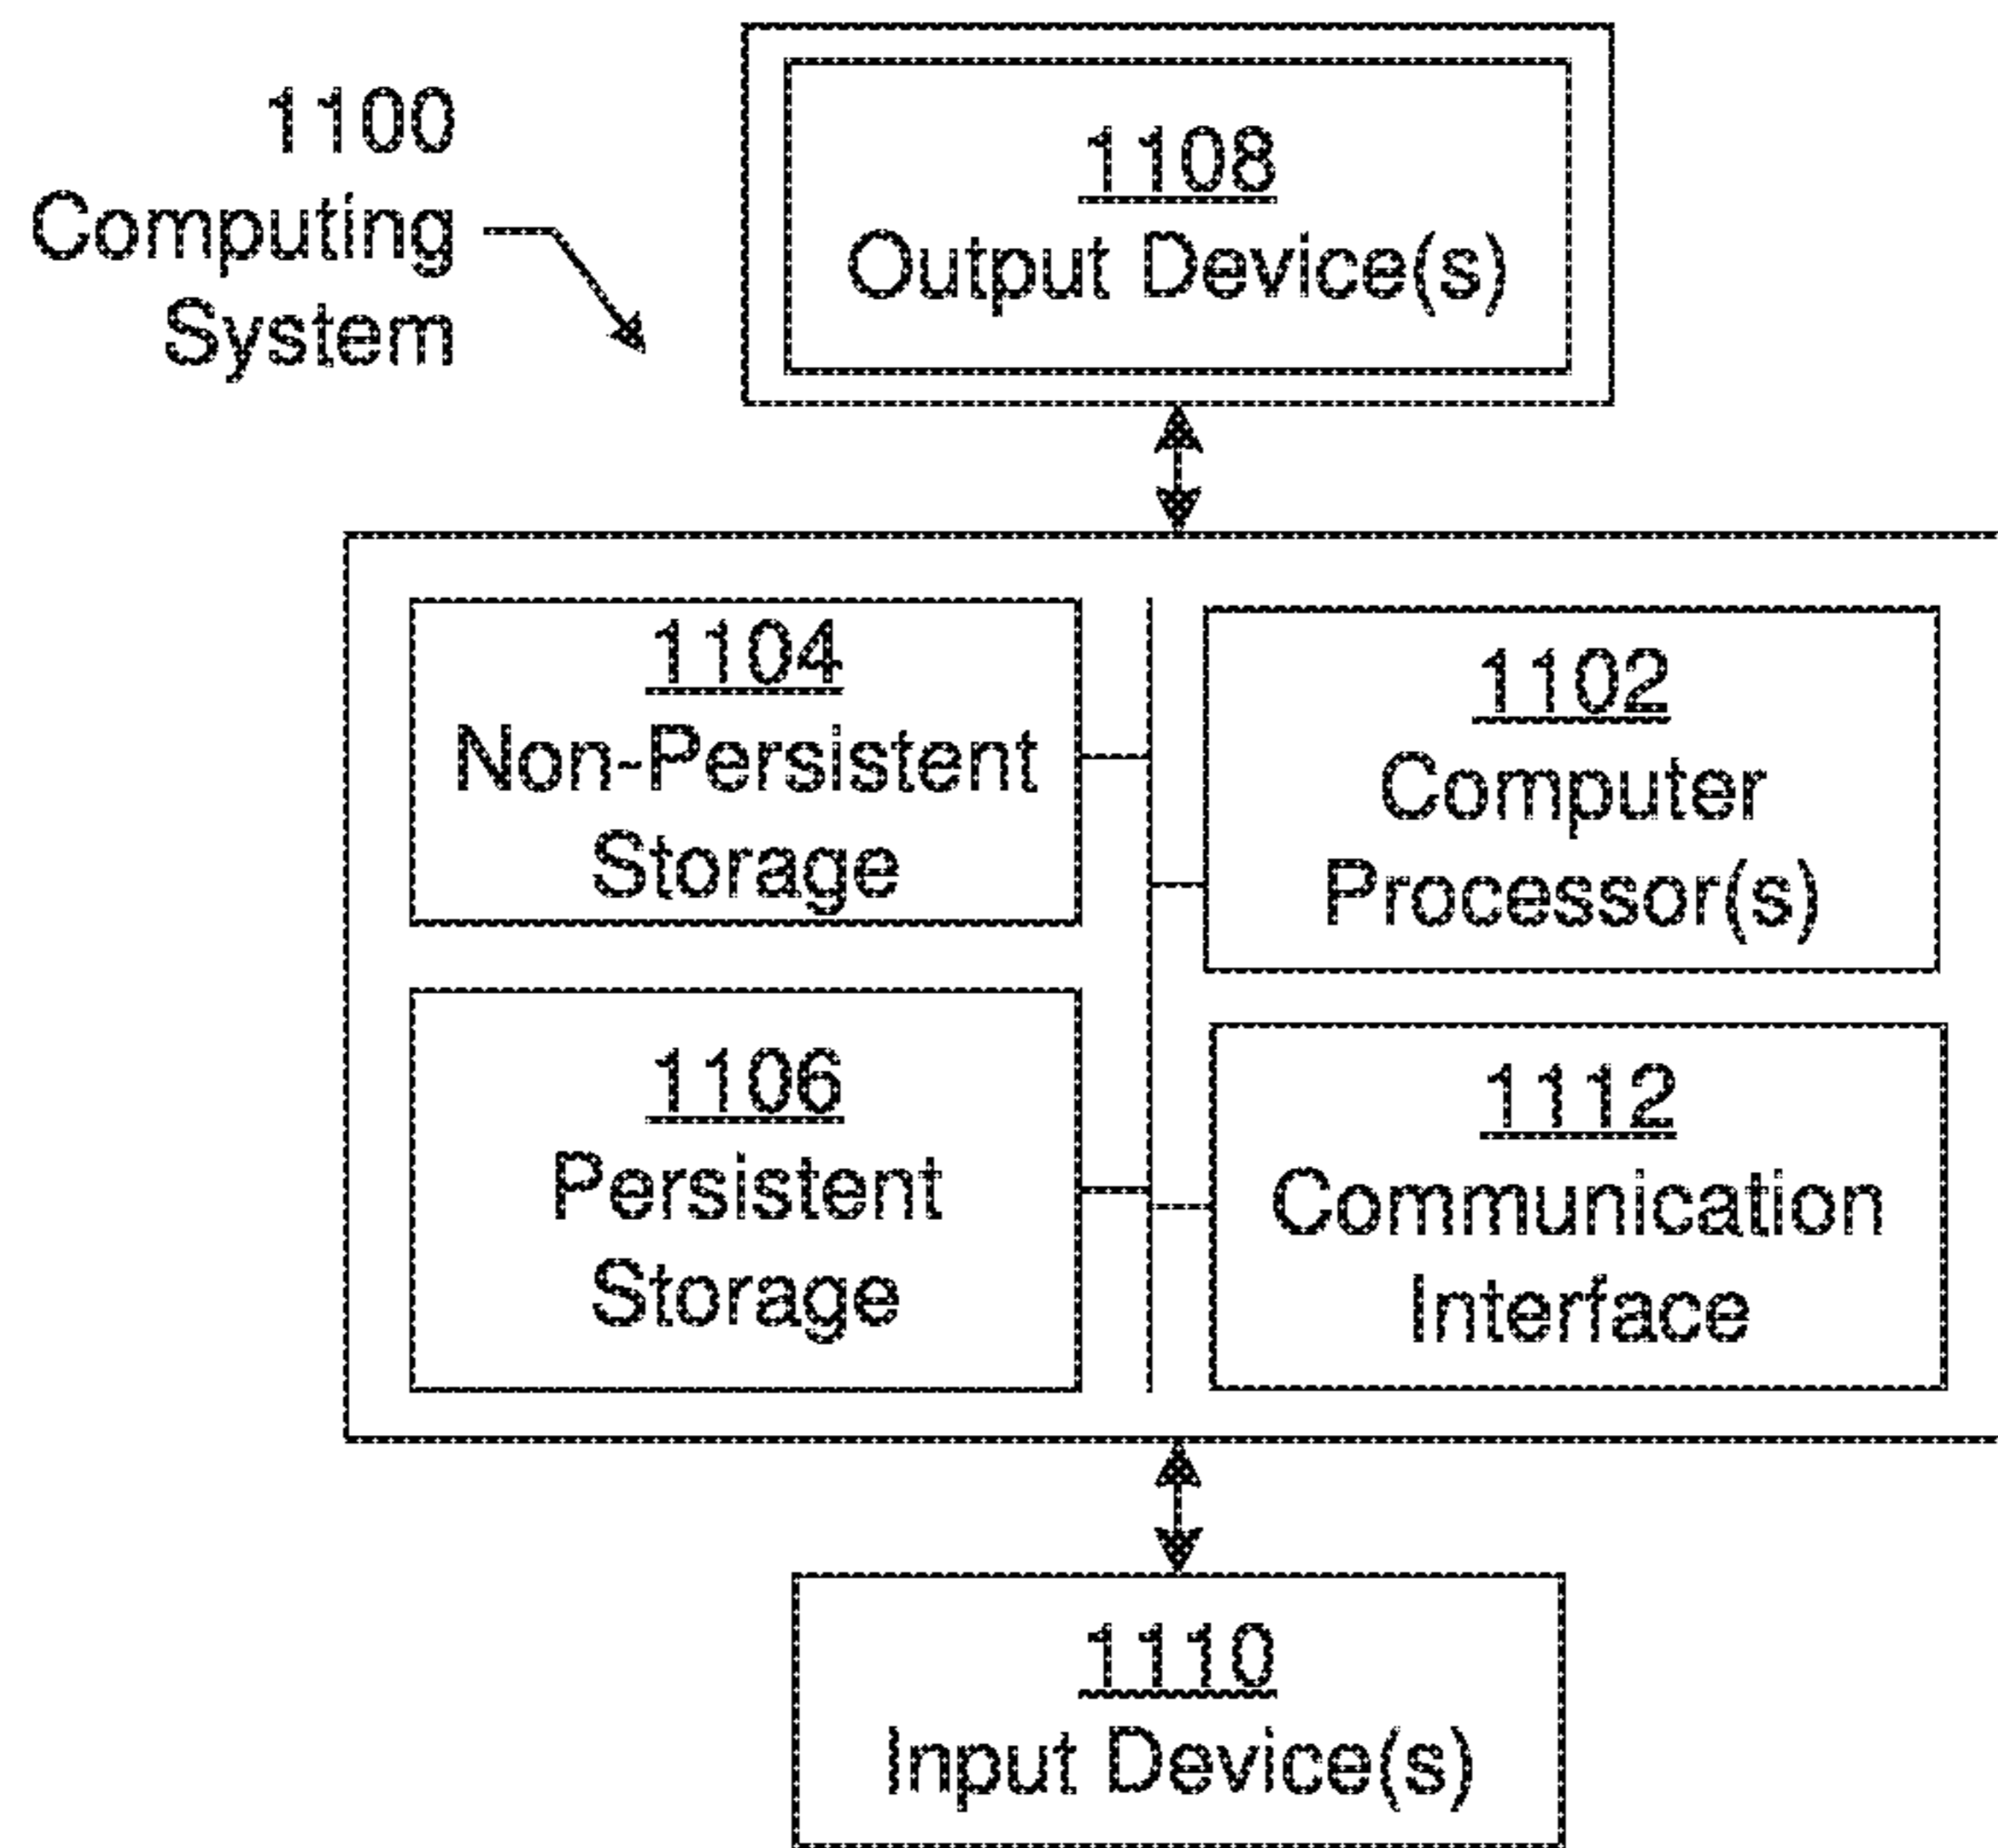 1100
Computing
System
1108
Output Device(s)
1104
Non-Persistent
Storage
1102
Computer
Processor(s)
1106
Persistent
Storage
1112
Communication
Interface
1110
Input Device(s)